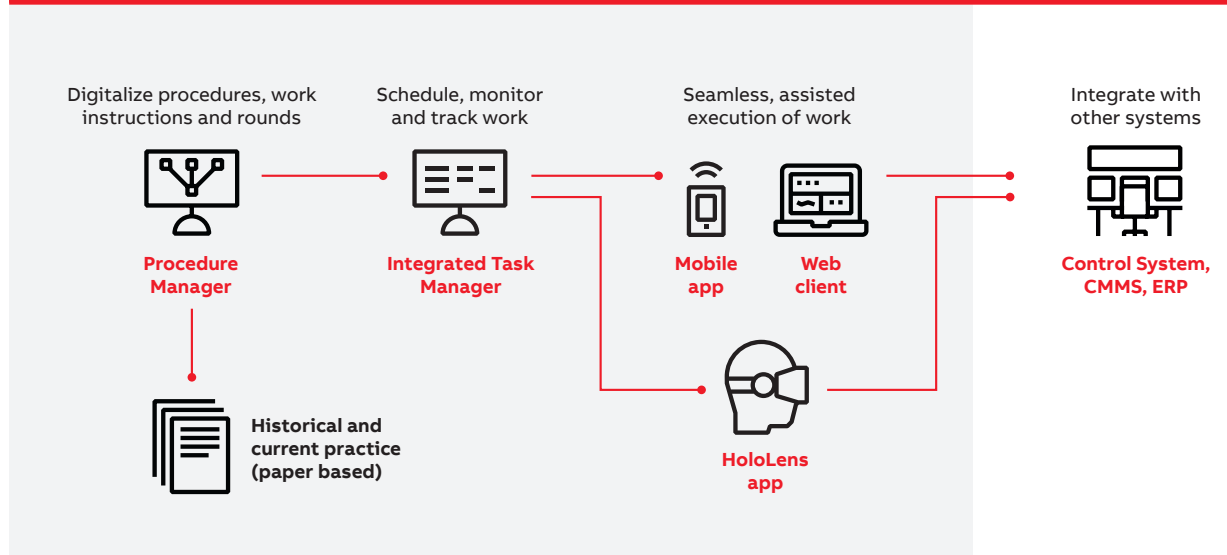 Digitalize procedures, work
instructions and rounds
Schedule, monitor
and track work
Seamless, assisted
execution of work
Integrate with
other systems
Procedure
Manager
Integrated Task
Manager
Mobile
app
Web
client
Control System,
CMMS, ERP
Historical and
current practice
(paper based)
HoloLens
app